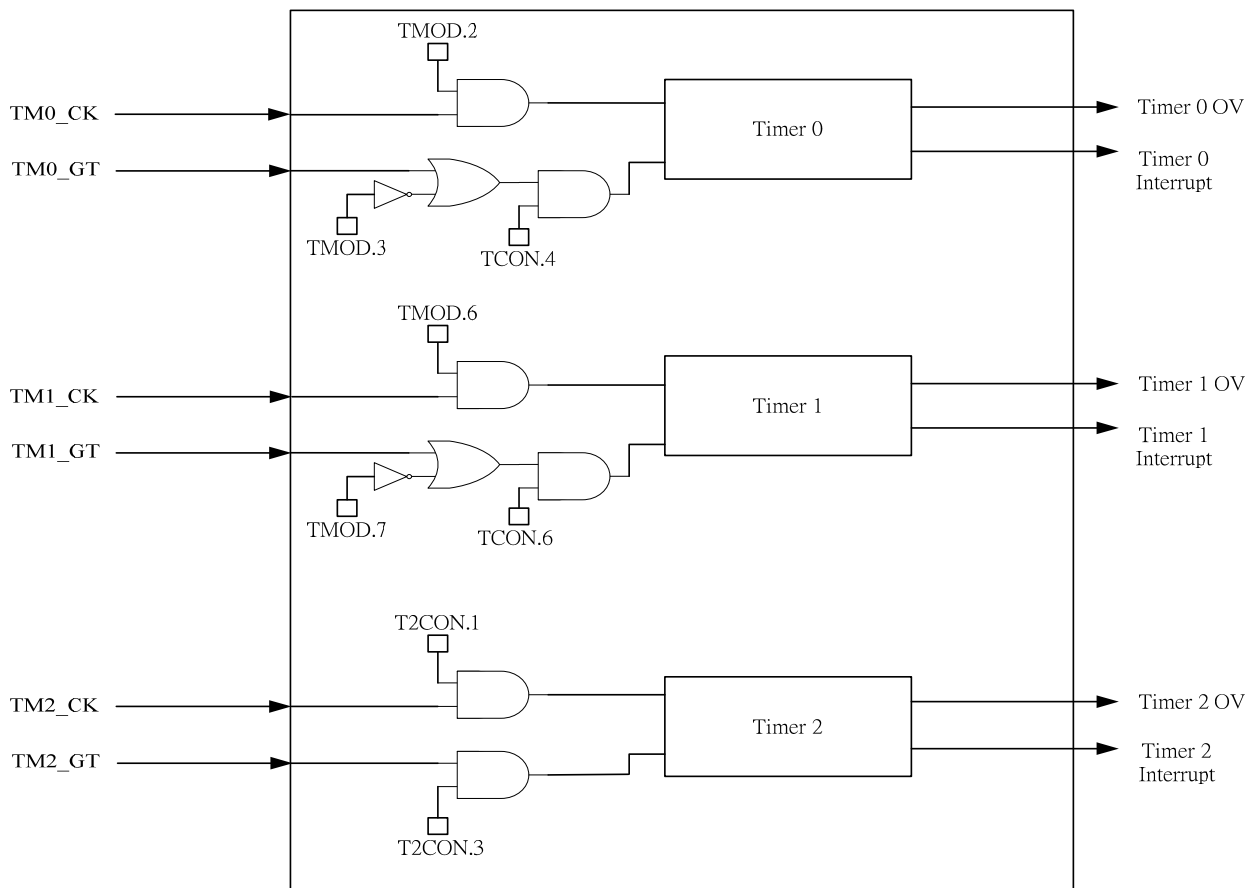 TMOD.2
TM0_CK
Timer 0
Timer 0 OV
TM0_GT
Timer 0
Interrupt
TMOD.3
TCON.4
TMOD.6
TM1_CK
Timer 1
Timer 1 OV
TM1_GT
Timer 1
Interrupt
TMOD.7
TCON.6
T2CON.1
TM2_CK
Timer 2
Timer 2 OV
TM2_GT
Timer 2
Interrupt
T2CON.3